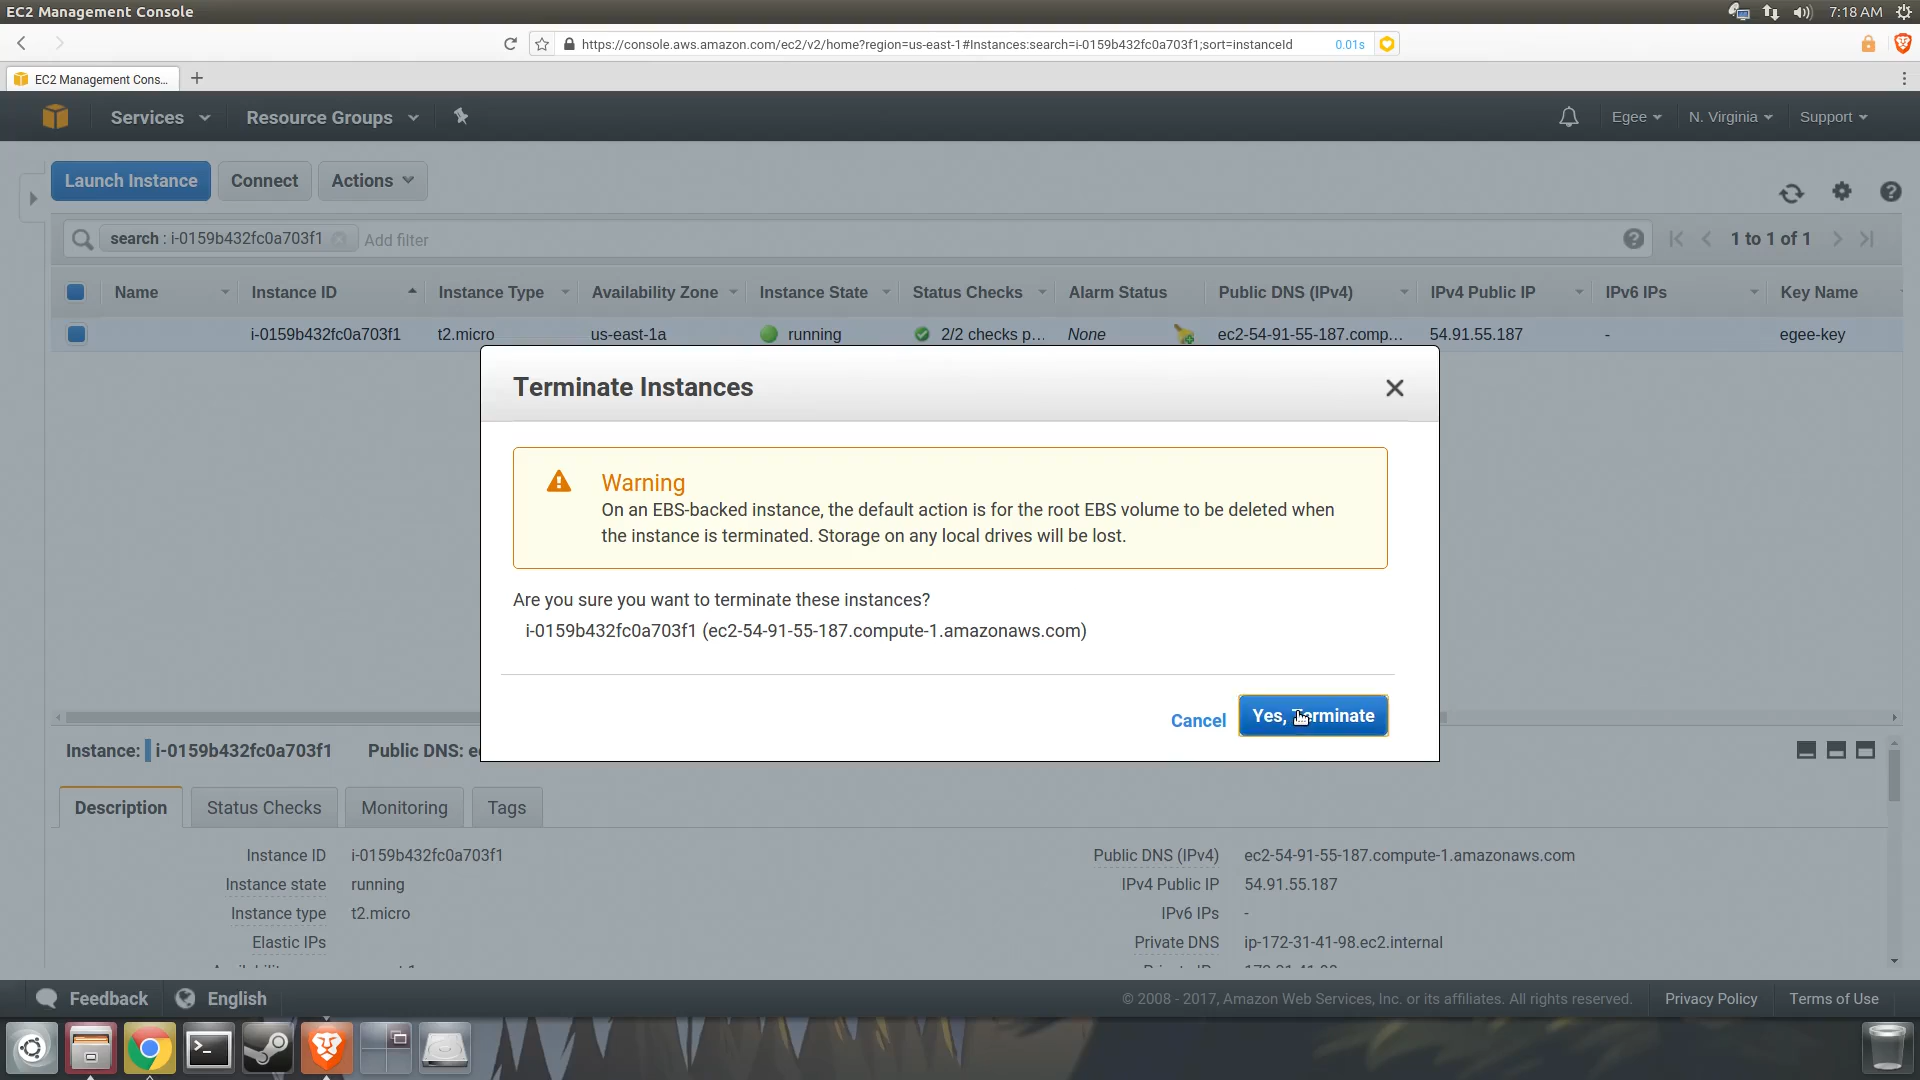 EC2 Management Console
7:18 AM
https://console.aws.amazon.com/ec2/v2/home?region=us-east-1#Instances:search=i-0159b432fc0a703f1;sort=instanceId
0.01s
EC2 Management Cons...
Services
Resource Groups
Egee
N. Virginia
Support
Launch Instance
Connect
Actions
search : i-0159b432fc0a703f1
Add filter
1 to 1 of 1
Name
Instance ID
Instance Type
Availability Zone
Instance State
Status Checks
Alarm Status
Public DNS (IPv4)
IPv4 Public IP
IPv6 IPs
Key Name
i-0159b432fc0a703f1
t2.micro
us-east-1a
running
2/2 checks p...
None
ec2-54-91-55-187.comp...
54.91.55.187
-
egee-key
Terminate Instances
Warning
On an EBS-backed instance, the default action is for the root EBS volume to be deleted when
the instance is terminated. Storage on any local drives will be lost.
Are you sure you want to terminate these instances?
i-0159b432fc0a703f1 (ec2-54-91-55-187.compute-1.amazonaws.com)
Cancel
Yes, Terminate
Instance: i-0159b432fc0a703f1
Public DNS:
Description
Status Checks
Monitoring
Tags
Instance ID
i-0159b432fc0a703f1
Instance state
running
Instance type
t2.micro
Elastic IPs
Public DNS (IPv4)
ec2-54-91-55-187.compute-1.amazonaws.com
IPv4 Public IP
54.91.55.187
IPv6 IPs
-
Private DNS
ip-172-31-41-98.ec2.internal
Feedback
English
© 2008 - 2017, Amazon Web Services, Inc. or its affiliates. All rights reserved.
Privacy Policy
Terms of Use